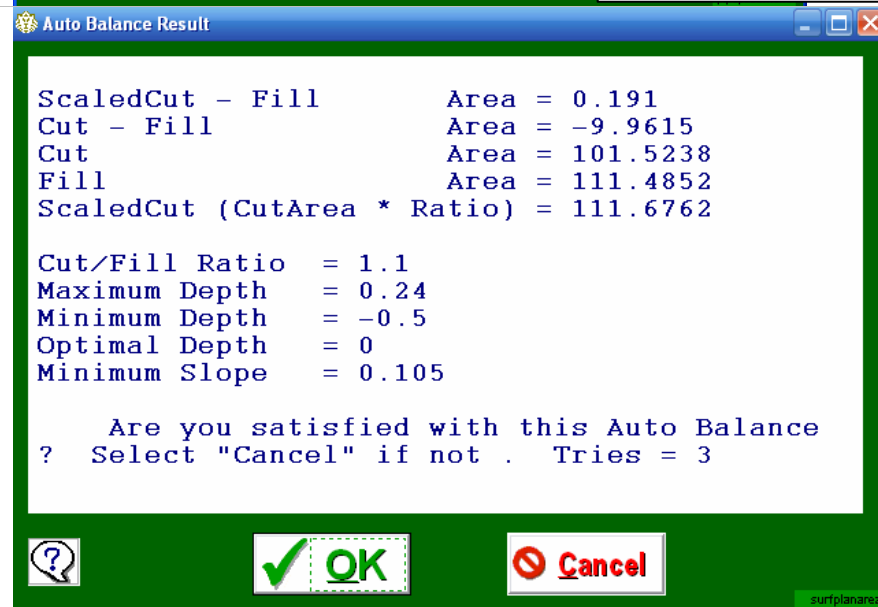 Auto Balance Result
ScaledCut – Fill Area = 0.191
Cut – Fill Area = –9.9615
Cut Area = 101.5238
Fill Area = 111.4852
ScaledCut (CutArea * Ratio) = 111.6762
Cut/Fill Ratio = 1.1
Maximum Depth = 0.24
Minimum Depth = –0.5
Optimal Depth = 0
Minimum Slope = 0.105
Are you satisfied with this Auto Balance
? Select "Cancel" if not . Tries = 3
OK
Cancel
surfplanarea